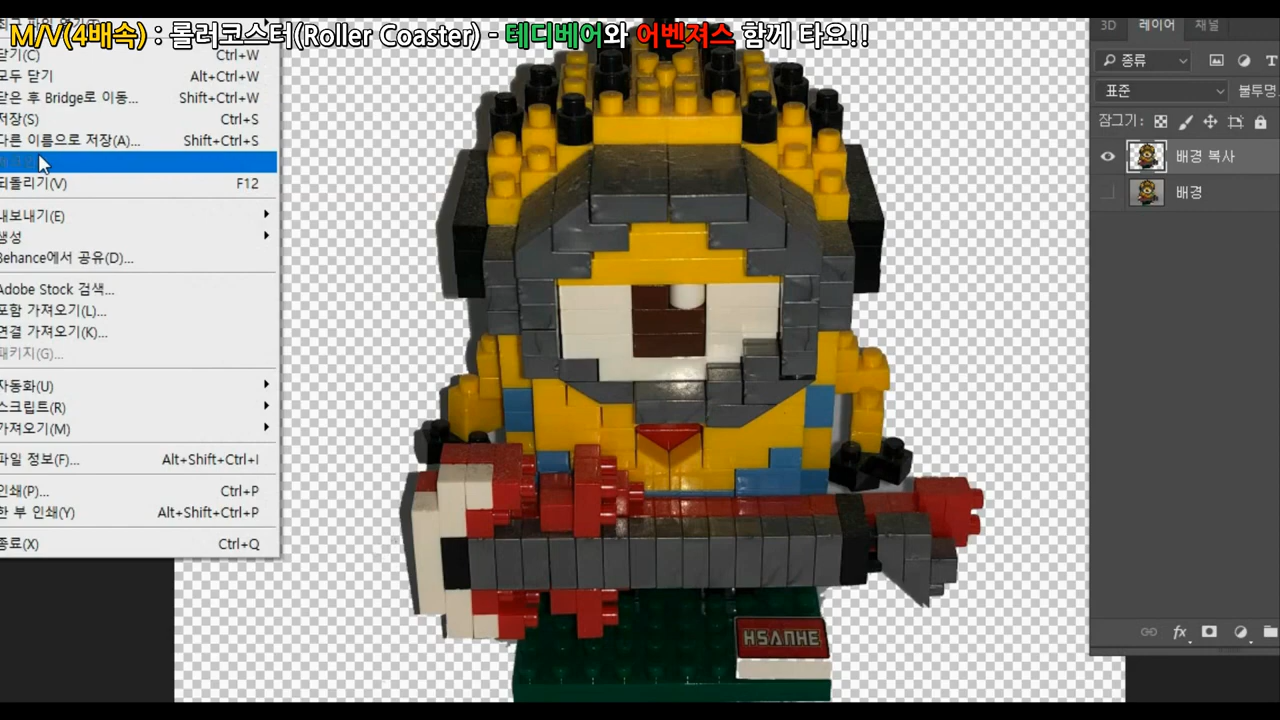 M/V(4배속) : 롤러코스터(Roller Coaster) - 테디베어와 어벤져스 함께 타요!!
닫기(C) Ctrl+W
모두 닫기 Alt+Ctrl+W
닫은 후 Bridge로 이동... Shift+Ctrl+W
저장(S) Ctrl+S
다른 이름으로 저장(A)... Shift+Ctrl+S
되돌리기(V) F12
내보내기(E)
생성
Behance에서 공유(D)...
Adobe Stock 검색...
포함 가져오기(L)...
연결 가져오기(K)...
패키지(G)...
자동화(U)
스크립트(R)
가져오기(M)
파일 정보(F)... Alt+Shift+Ctrl+I
인쇄(P)... Ctrl+P
한 부 인쇄(Y) Alt+Shift+Ctrl+P
종료(X) Ctrl+Q
3D 레이어 채널
종류 T
표준 불투명
잠그기:
배경 복사
배경
fx
HSANHE